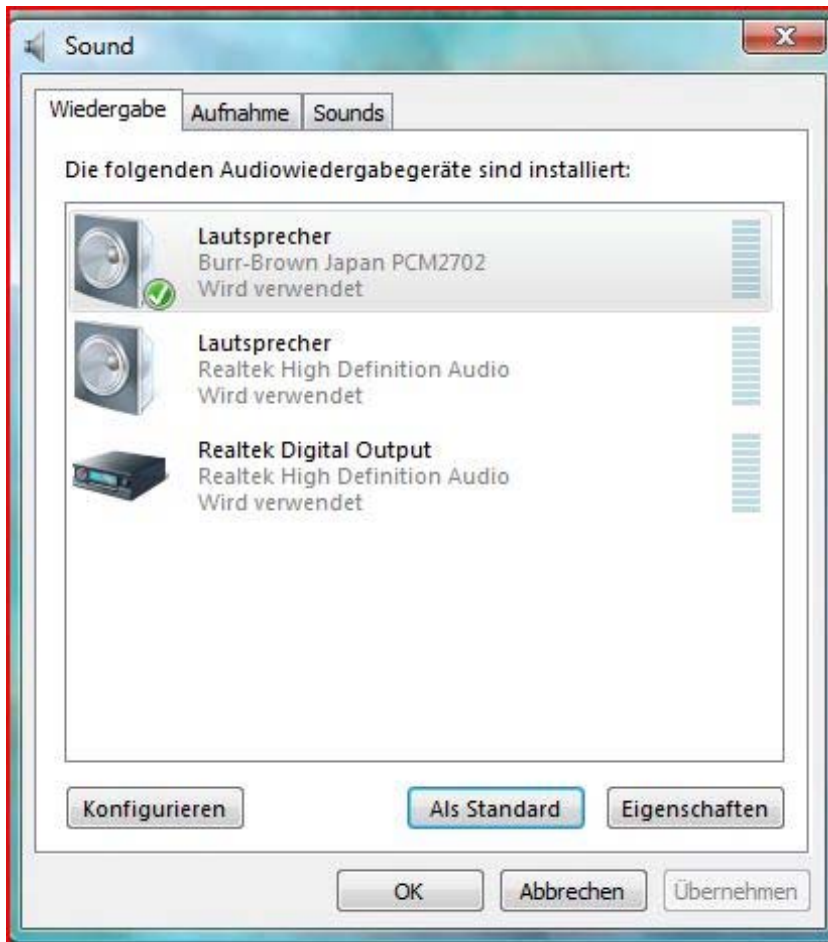 Sound
X
Wiedergabe
Aufnahme
Sounds
Die folgenden Audiowiedergabegeräte sind installiert:
Lautsprecher
Burr-Brown Japan PCM2702
Wird verwendet
Lautsprecher
Realtek High Definition Audio
Wird verwendet
Realtek Digital Output
Realtek High Definition Audio
Wird verwendet
Konfigurieren
Als Standard
Eigenschaften
OK
Abbrechen
Übernehmen